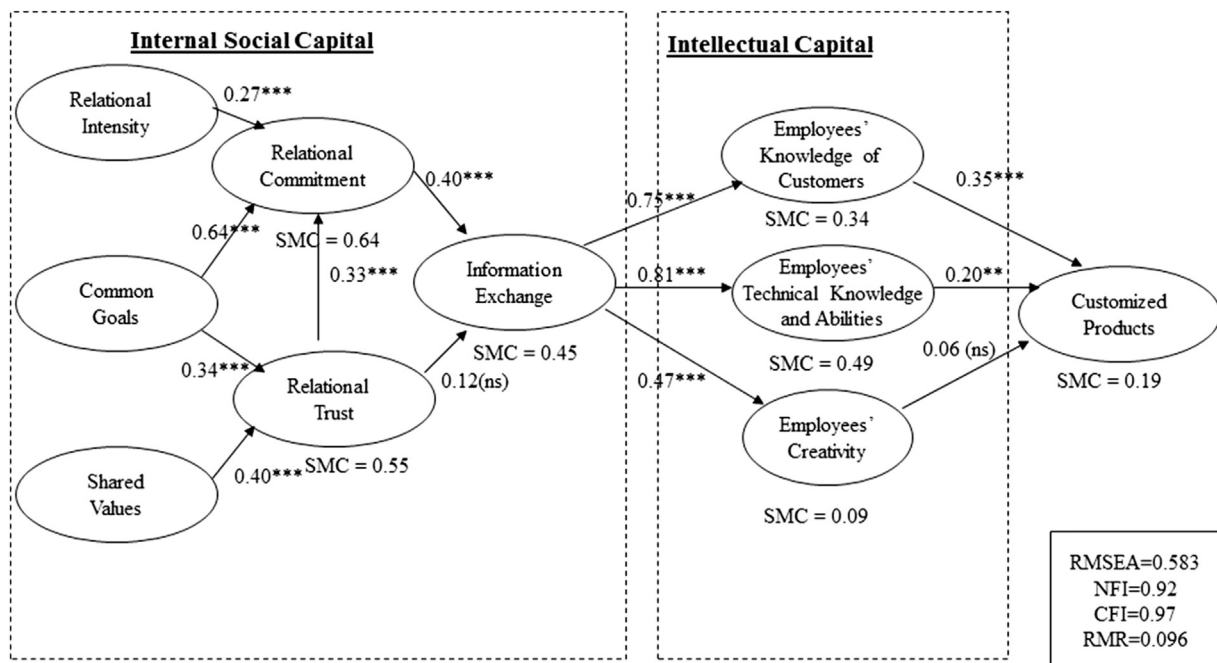 Internal Social Capital
Intellectual Capital
Relational
Intensity
0.27***
Relational
Commitment
SMC = 0.64
0.40***
0.64***
0.33***
Common
Goals
0.34***
Relational
Trust
SMC = 0.55
0.12(ns)
Shared
Values
0.40***
Information
Exchange
SMC = 0.45
0.75***
0.81***
0.47***
Employees’
Knowledge of
Customers
SMC = 0.34
0.35***
Employees’
Technical Knowledge
and Abilities
SMC = 0.49
0.20**
Employees’
Creativity
SMC = 0.09
0.06 (ns)
Customized
Products
SMC = 0.19
RMSEA=0.583
NFI=0.92
CFI=0.97
RMR=0.096